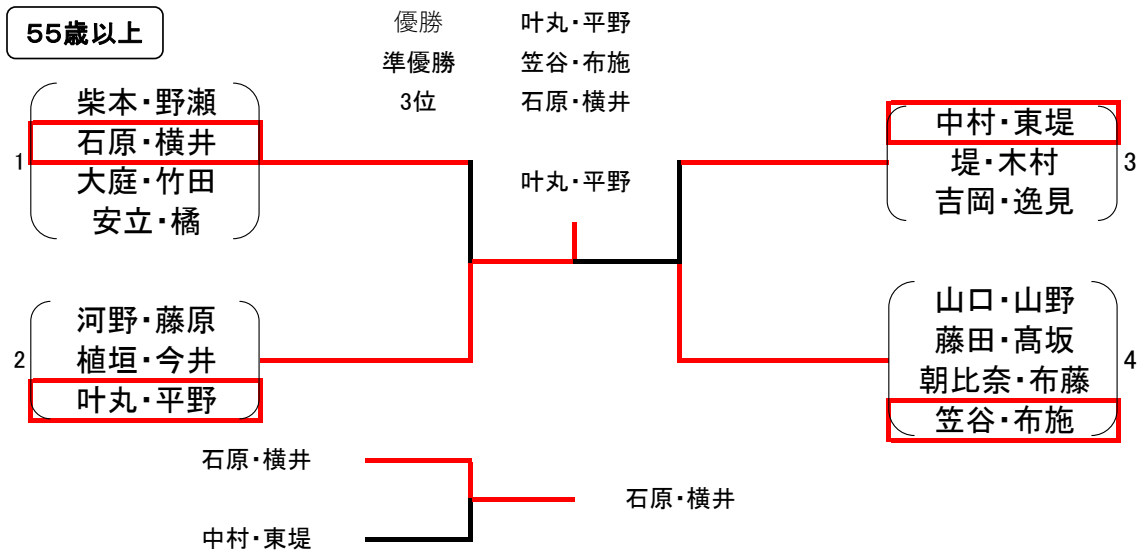 55歳以上
優勝 叶丸・平野
準優勝 笠谷・布施
3位 石原・横井
1
柴本・野瀬
石原・横井
大庭・竹田
安立・橘
2
河野・藤原
植垣・今井
叶丸・平野
叶丸・平野
中村・東堤
堤・木村
吉岡・逸見
3
山口・山野
藤田・髙坂
朝比奈・布藤
笠谷・布施
4
石原・横井
中村・東堤
石原・横井